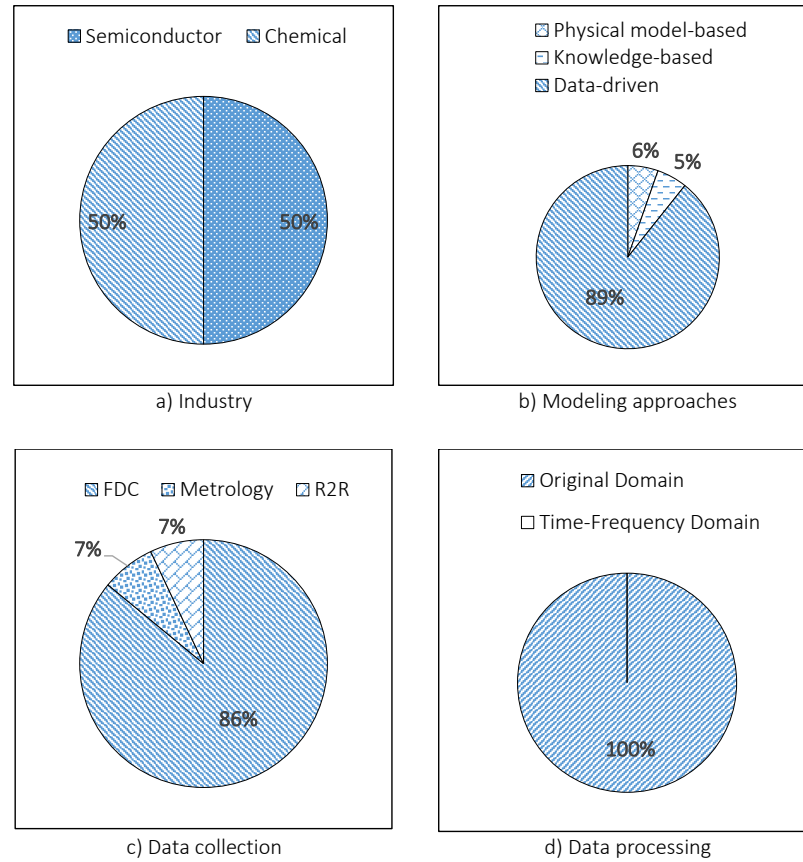 Semiconductor Chemical
50%
50%
a) Industry
Physical model-based
Knowledge-based
Data-driven
6%
5%
89%
b) Modeling approaches
FDC Metrology R2R
7%
7%
86%
c) Data collection
Original Domain
Time-Frequency Domain
100%
d) Data processing